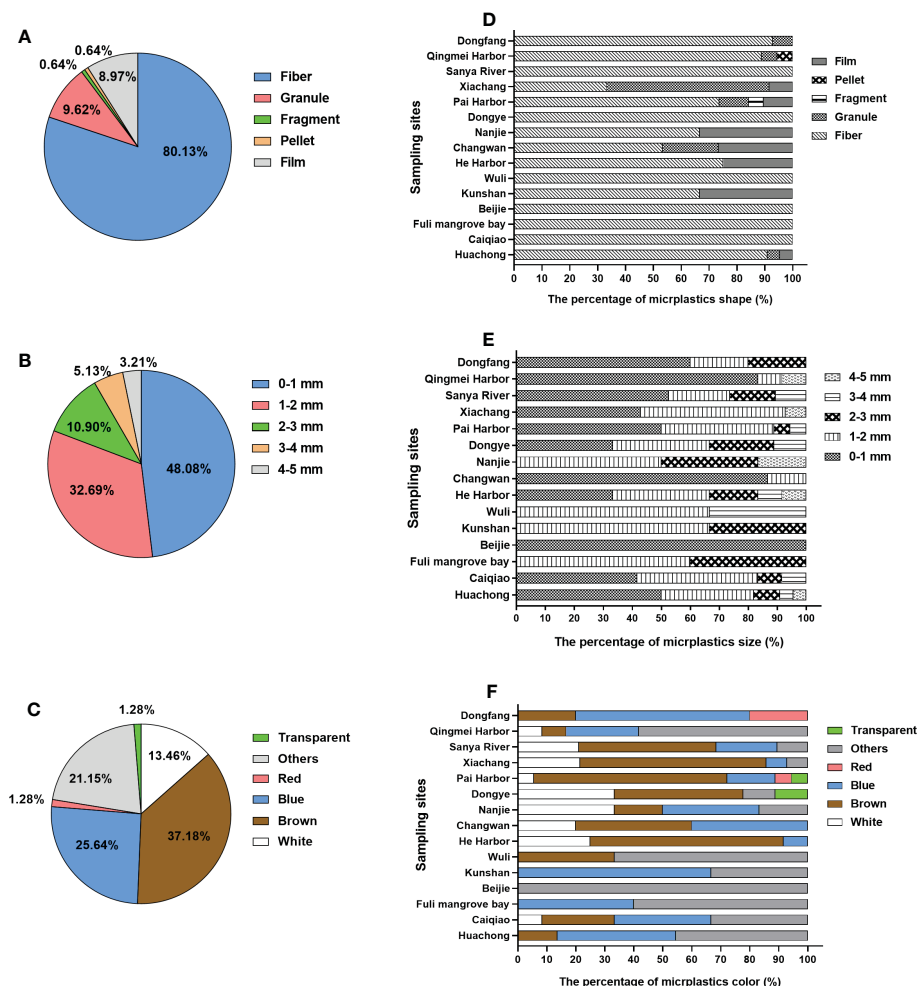 A
0.64%
0.64%
8.97%
9.62%
80.13%
Fiber
Granule
Fragment
Pellet
Film
D
Sampling sites
Dongfang
Qingmei Harbor
Sanya River
Xiachang
Pai Harbor
Dongye
Nanjie
Changwan
He Harbor
Wuli
Kunshan
Beijie
Fuli mangrove bay
Caiqiao
Huachong
0 10 20 30 40 50 60 70 80 90 100
The percentage of micrplastics shape (%)
Film
Pellet
Fragment
Granule
Fiber
B
5.13%
3.21%
10.90%
48.08%
32.69%
0-1 mm
1-2 mm
2-3 mm
3-4 mm
4-5 mm
E
Sampling sites
Dongfang
Qingmei Harbor
Sanya River
Xiachang
Pai Harbor
Dongye
Nanjie
Changwan
He Harbor
Wuli
Kunshan
Beijie
Fuli mangrove bay
Caiqiao
Huachong
0 10 20 30 40 50 60 70 80 90 100
The percentage of micrplastics size (%)
4-5 mm
3-4 mm
2-3 mm
1-2 mm
0-1 mm
C
1.28%
13.46%
21.15%
1.28%
25.64%
37.18%
Transparent
Others
Red
Blue
Brown
White
F
Sampling sites
Dongfang
Qingmei Harbor
Sanya River
Xiachang
Pai Harbor
Dongye
Nanjie
Changwan
He Harbor
Wuli
Kunshan
Beijie
Fuli mangrove bay
Caiqiao
Huachong
0 10 20 30 40 50 60 70 80 90 100
The percentage of micrplastics color (%)
Transparent
Others
Red
Blue
Brown
White